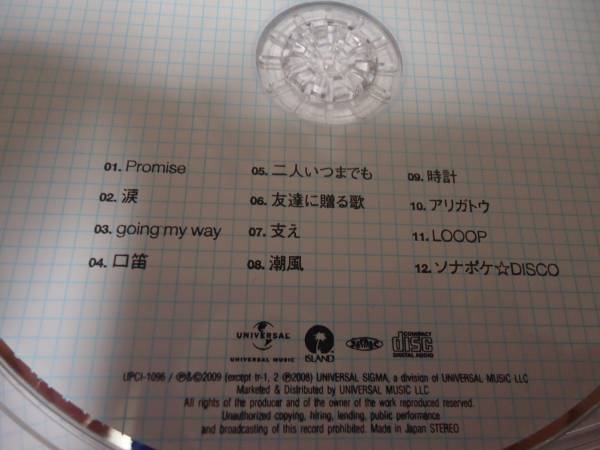 01. Promise
02. 涙
03. going my way
04. 口笛
05. 二人いつまでも
06. 友達に贈る歌
07. 支え
08. 潮風
09. 時計
10. アリガトウ
11. LOOOP
12. ソナポケ☆DISCO
UNIVERSAL
UNIVERSAL MUSIC
ISLAND
COMPACT
disc
DIGITAL AUDIO
UPCI-1096 / ℗&©2009 (except tr-1, 2 ℗2008) UNIVERSAL SIGMA, a division of UNIVERSAL MUSIC LLC
Marketed & Distributed by UNIVERSAL MUSIC LLC
All rights of the producer and of the owner of the work reproduced reserved.
Unauthorized copying, hiring, lending, public performance
and broadcasting of this record prohibited. Made in Japan STEREO